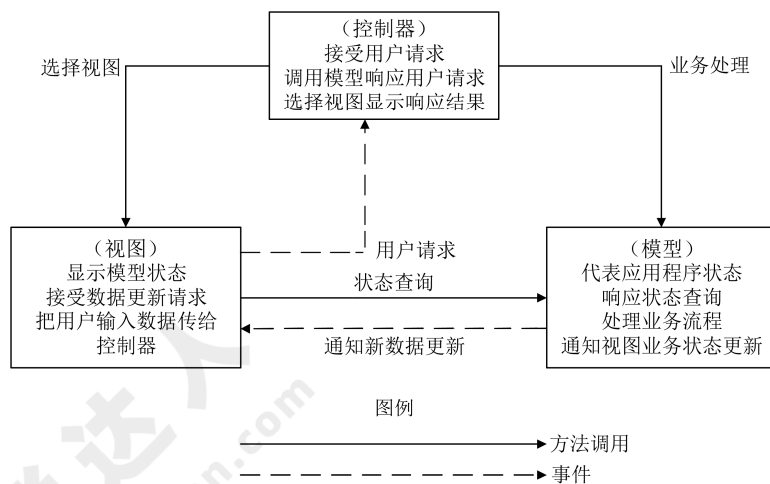 （控制器）
接受用户请求
调用模型响应用户请求
选择视图显示响应结果
选择视图
业务处理
（视图）
显示模型状态
接受数据更新请求
把用户输入数据传给
控制器
用户请求
状态查询
通知新数据更新
（模型）
代表应用程序状态
响应状态查询
处理业务流程
通知视图业务状态更新
图例
方法调用
事件